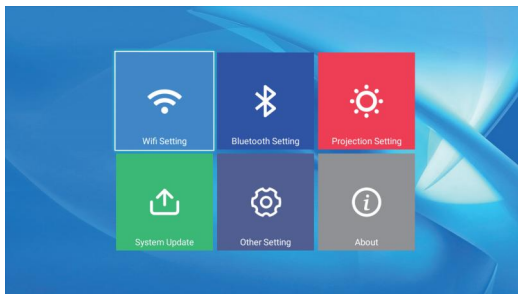 Wifi Setting
Bluetooth Setting
Projection Setting
System Update
Other Setting
About